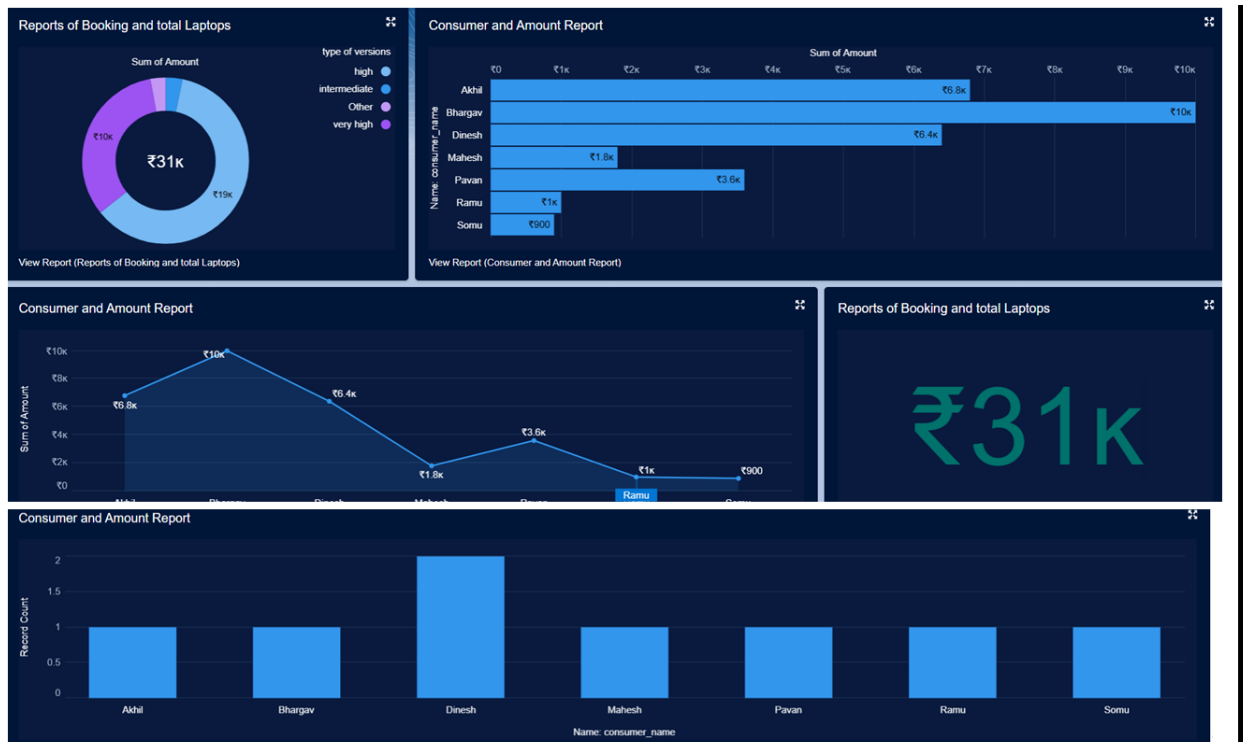 Reports of Booking and total Laptops
Sum of Amount
type of versions
high
intermediate
Other
very high
₹10K
₹31K
₹19K
View Report (Reports of Booking and total Laptops)
Consumer and Amount Report
Sum of Amount
₹0 ₹1K ₹2K ₹3K ₹4K ₹5K ₹6K ₹7K ₹8K ₹9K ₹10K
Name: consumer_name
Akhil ₹6.8K
Bhargav ₹10K
Dinesh ₹6.4K
Mahesh ₹1.8K
Pavan ₹3.6K
Ramu ₹1K
Somu ₹900
View Report (Consumer and Amount Report)
Consumer and Amount Report
Sum of Amount
₹10K
₹8K
₹6K
₹4K
₹2K
₹0
₹6.8K ₹10K ₹6.4K ₹1.8K ₹3.6K ₹1K ₹900
Akhil Bhargav Dinesh Mahesh Pavan Ramu Somu
Reports of Booking and total Laptops
₹31K
Consumer and Amount Report
Record Count
2
1.5
1
0.5
0
Akhil Bhargav Dinesh Mahesh Pavan Ramu Somu
Name: consumer_name